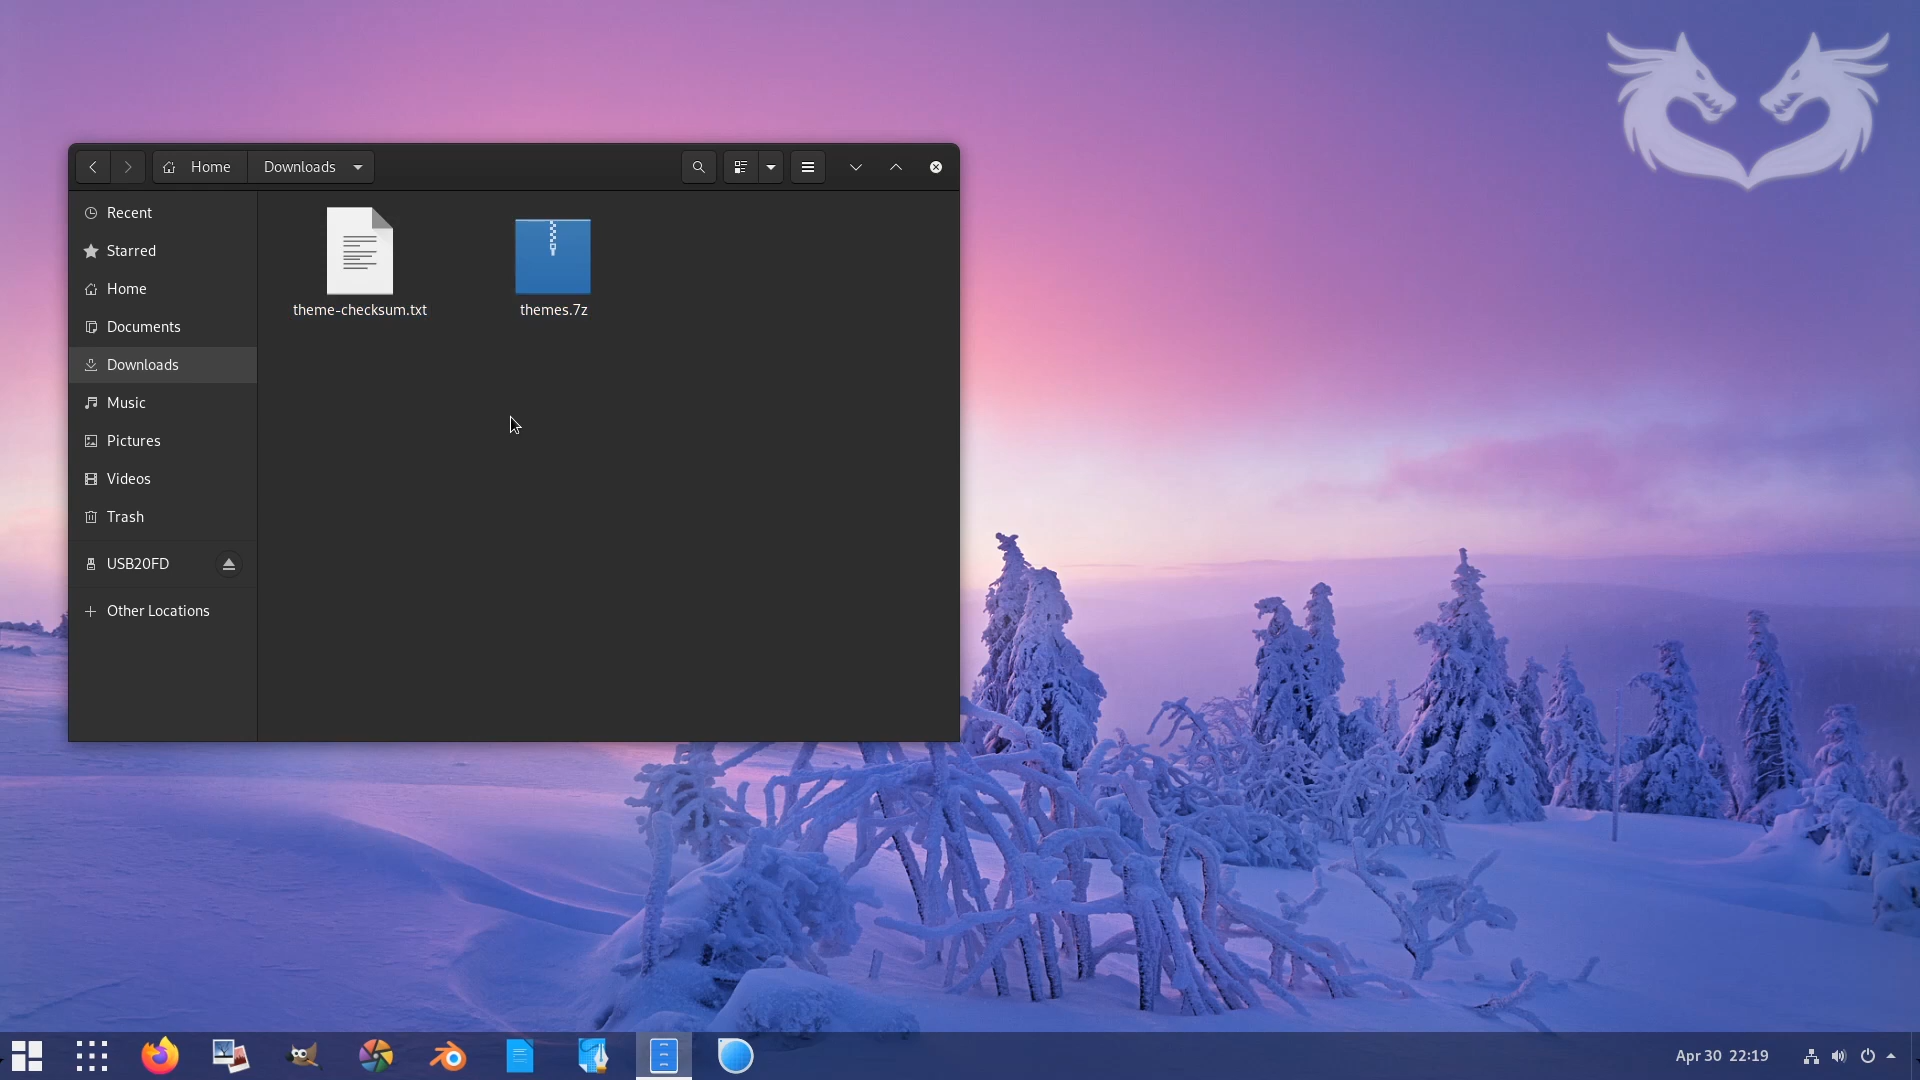 Home
Downloads
Recent
Starred
Home
Documents
Downloads
Music
Pictures
Videos
Trash
USB20FD
Other Locations
theme-checksum.txt
themes.7z
Apr 30 22:19